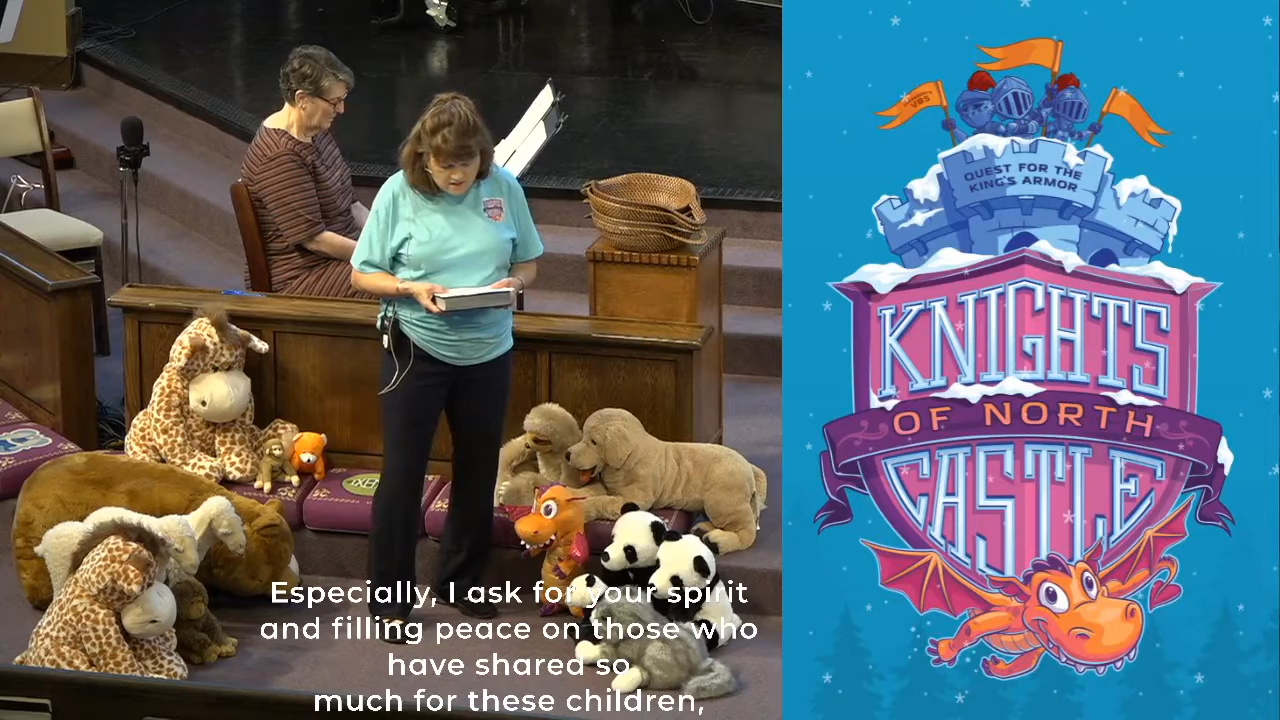 Especially, I ask for your spirit
and filling peace on those who
have shared so
much for these children,
VBS
QUEST FOR THE
KING'S ARMOR
KNIGHTS
OF NORTH
CASTLE